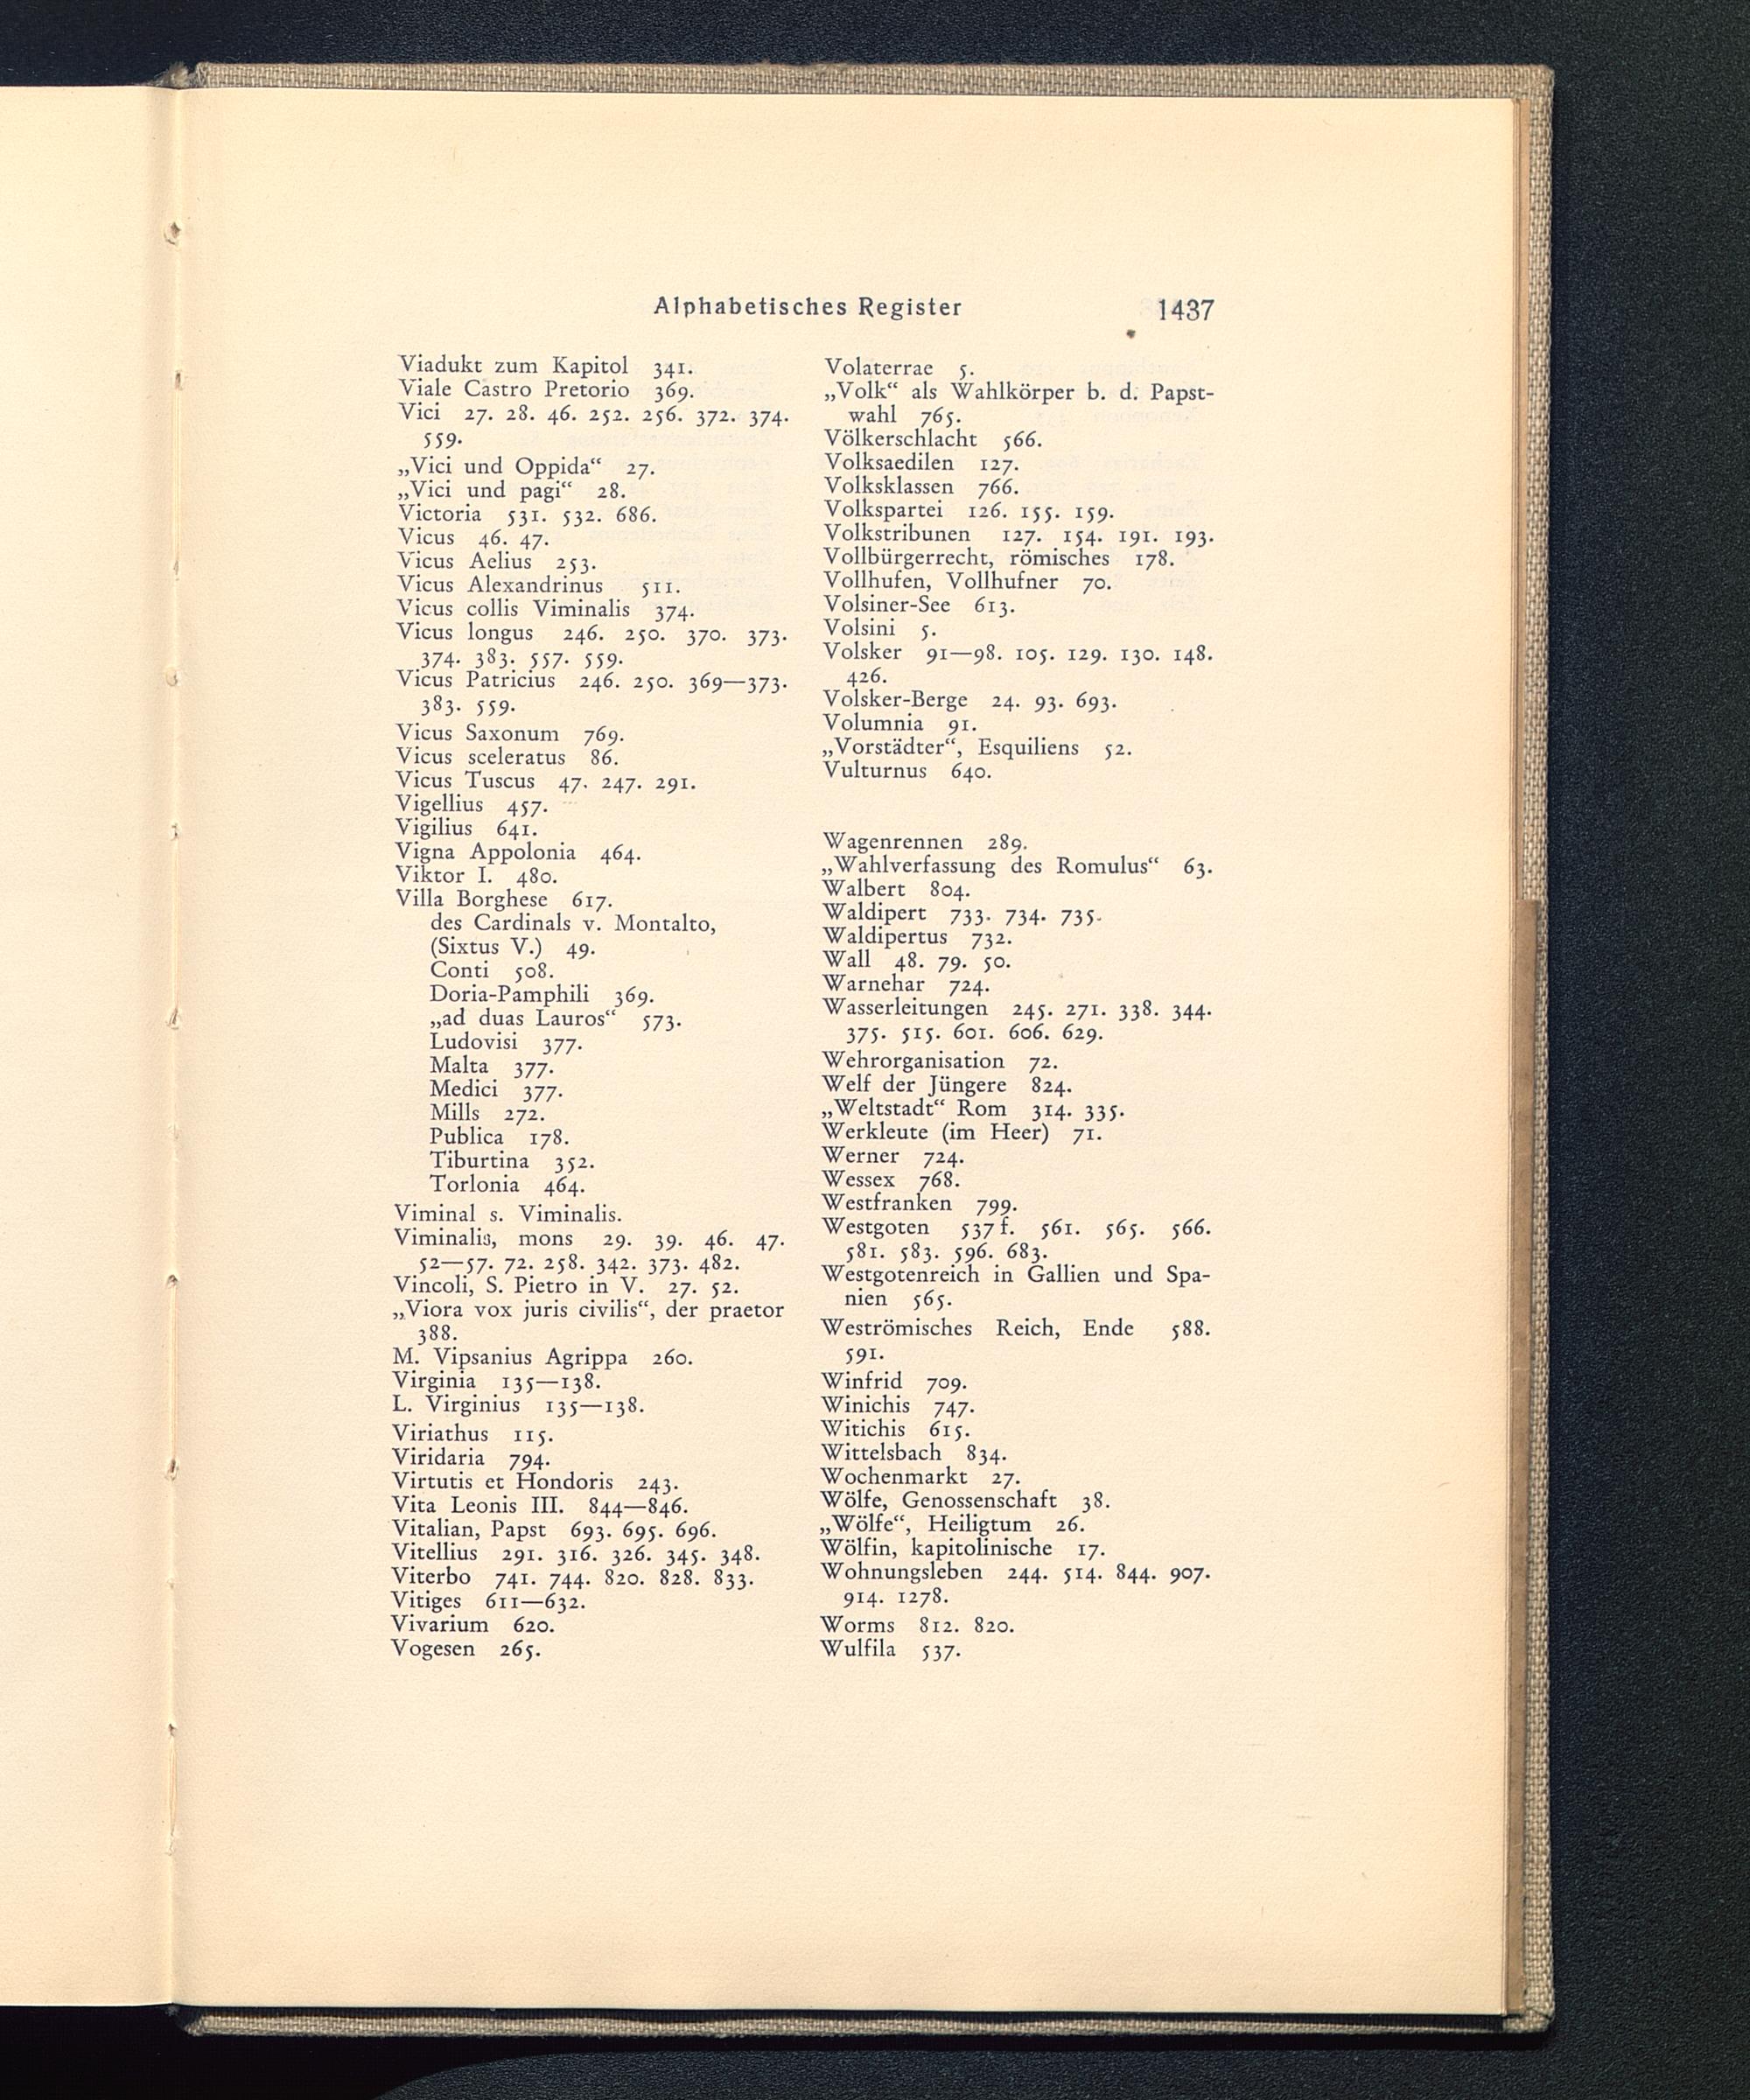 Alphabetisches Register 1437
Viadukt zum Kapitol 341.
Viale Castro Pretorio 369.
Vici 27. 28. 46. 252. 256. 372. 374.
559.
„Vici und Oppida“ 27.
„Vici und pagi“ 28.
Victoria 531. 532. 686.
Vicus 46. 47.
Vicus Aelius 253.
Vicus Alexandrinus 511.
Vicus collis Viminalis 374.
Vicus longus 246. 250. 370. 373.
374. 383. 557. 559.
Vicus Patricius 246. 250. 369—373.
383. 559.
Vicus Saxonum 769.
Vicus sceleratus 86.
Vicus Tuscus 47. 247. 291.
Vigellius 457.
Vigilius 641.
Vigna Appolonia 464.
Viktor I. 480.
Villa Borghese 617.
des Cardinals v. Montalto,
(Sixtus V.) 49.
Conti 508.
Doria-Pamphili 369.
„ad duas Lauros“ 573.
Ludovisi 377.
Malta 377.
Medici 377.
Mills 272.
Publica 178.
Tiburtina 352.
Torlonia 464.
Viminal s. Viminalis.
Viminalis, mons 29. 39. 46. 47.
52—57. 72. 258. 342. 373. 482.
Vincoli, S. Pietro in V. 27. 52.
„Viora vox juris civilis“, der praetor
388.
M. Vipsanius Agrippa 260.
Virginia 135—138.
L. Virginius 135—138.
Viriathus 115.
Viridaria 794.
Virtutis et Hondoris 243.
Vita Leonis III. 844—846.
Vitalian, Papst 693. 695. 696.
Vitellius 291. 316. 326. 345. 348.
Viterbo 741. 744. 820. 828. 833.
Vitiges 611—632.
Vivarium 620.
Vogesen 265.
Volaterrae 5.
„Volk“ als Wahlkörper b. d. Papst-
wahl 765.
Völkerschlacht 566.
Volksaedilen 127.
Volksklassen 766.
Volkspartei 126. 155. 159.
Volkstribunen 127. 154. 191. 193.
Vollbürgerrecht, römisches 178.
Vollhufen, Vollhufner 70.
Volsiner-See 613.
Volsini 5.
Volsker 91—98. 105. 129. 130. 148.
426.
Volsker-Berge 24. 93. 693.
Volumnia 91.
„Vorstädter“, Esquiliens 52.
Vulturnus 640.
Wagenrennen 289.
„Wahlverfassung des Romulus“ 63.
Walbert 804.
Waldipert 733. 734. 735.
Waldipertus 732.
Wall 48. 79. 50.
Warnehar 724.
Wasserleitungen 245. 271. 338. 344.
375. 515. 601. 606. 629.
Wehrorganisation 72.
Welf der Jüngere 824.
„Weltstadt“ Rom 314. 335.
Werkleute (im Heer) 71.
Werner 724.
Wessex 768.
Westfranken 799.
Westgoten 537 f. 561. 565. 566.
581. 583. 596. 683.
Westgotenreich in Gallien und Spa-
nien 565.
Weströmisches Reich, Ende 588.
591.
Winfrid 709.
Winichis 747.
Witichis 615.
Wittelsbach 834.
Wochenmarkt 27.
Wölfe, Genossenschaft 38.
„Wölfe“, Heiligtum 26.
Wölfin, kapitolinische 17.
Wohnungsleben 244. 514. 844. 907.
914. 1278.
Worms 812. 820.
Wulfila 537.